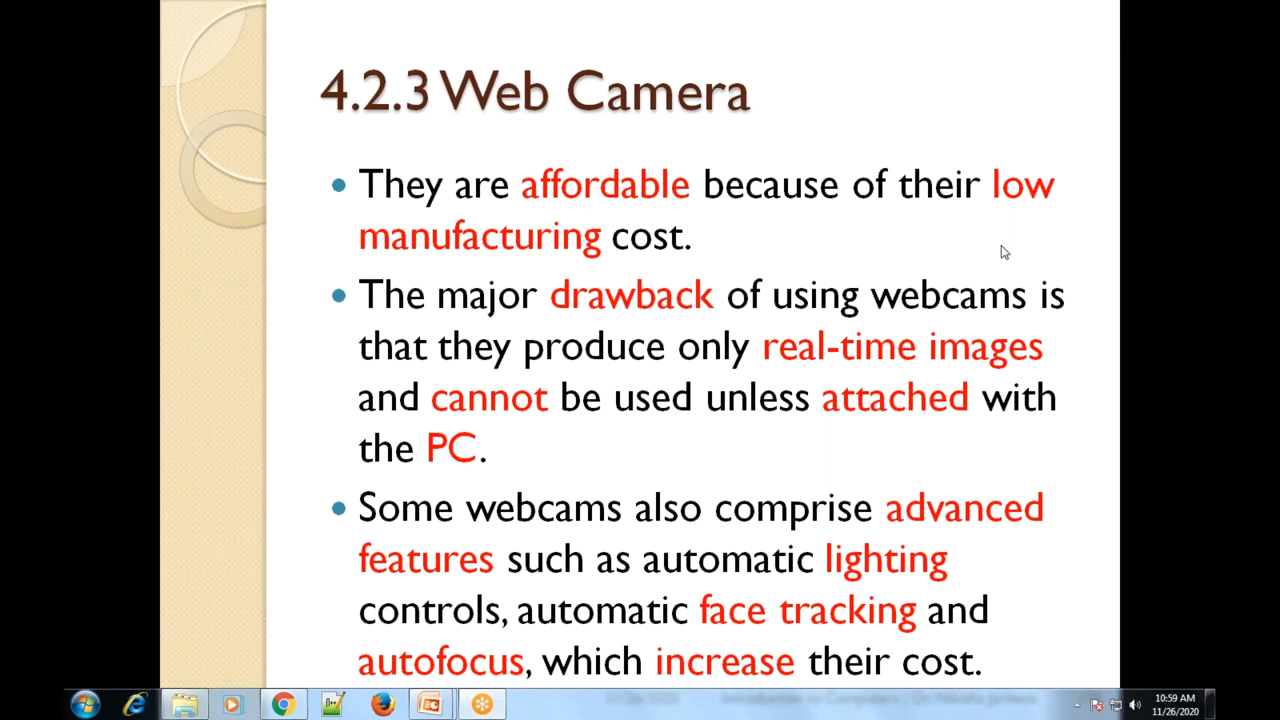 4.2.3 Web Camera
They are affordable because of their low
manufacturing cost.
The major drawback of using webcams is
that they produce only real-time images
and cannot be used unless attached with
the PC.
Some webcams also comprise advanced
features such as automatic lighting
controls, automatic face tracking and
autofocus, which increase their cost.
10:59 AM
11/26/2020